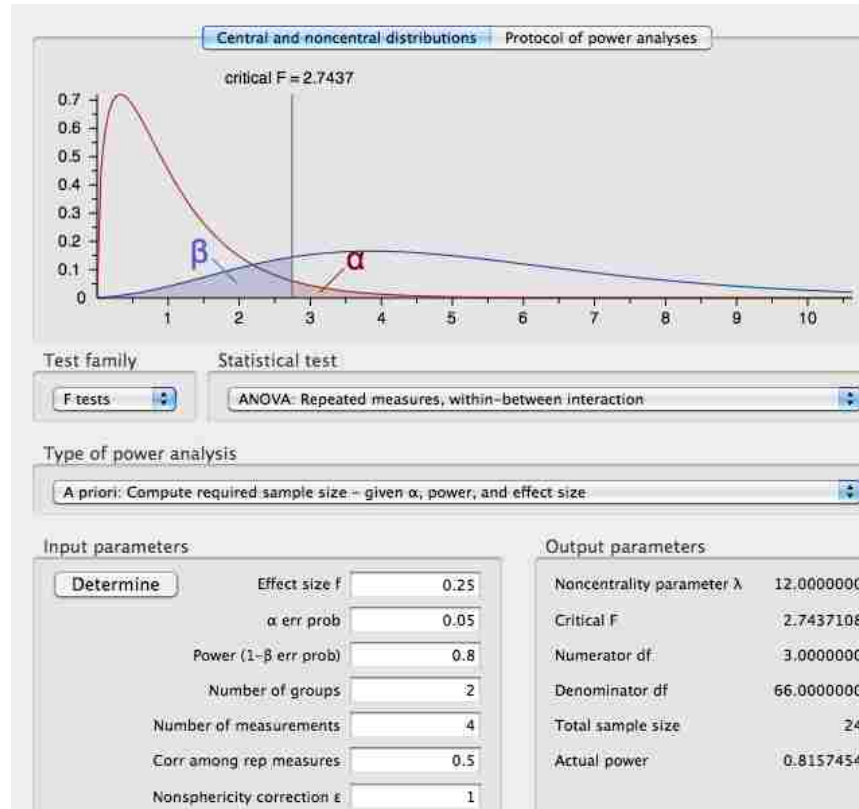 Central and noncentral distributions Protocol of power analyses
critical F = 2.7437
0.7
0.6
0.5
0.4
0.3
0.2
0.1
0
β
α
1 2 3 4 5 6 7 8 9 10
Test family Statistical test
F tests ANOVA: Repeated measures, within-between interaction
Type of power analysis
A priori: Compute required sample size - given α, power, and effect size
Input parameters Output parameters
Determine Effect size f 0.25 Noncentrality parameter λ 12.0000000
α err prob 0.05 Critical F 2.7437108
Power (1-β err prob) 0.8 Numerator df 3.0000000
Number of groups 2 Denominator df 66.0000000
Number of measurements 4 Total sample size 24
Corr among rep measures 0.5 Actual power 0.8157454
Nonsphericity correction ε 1